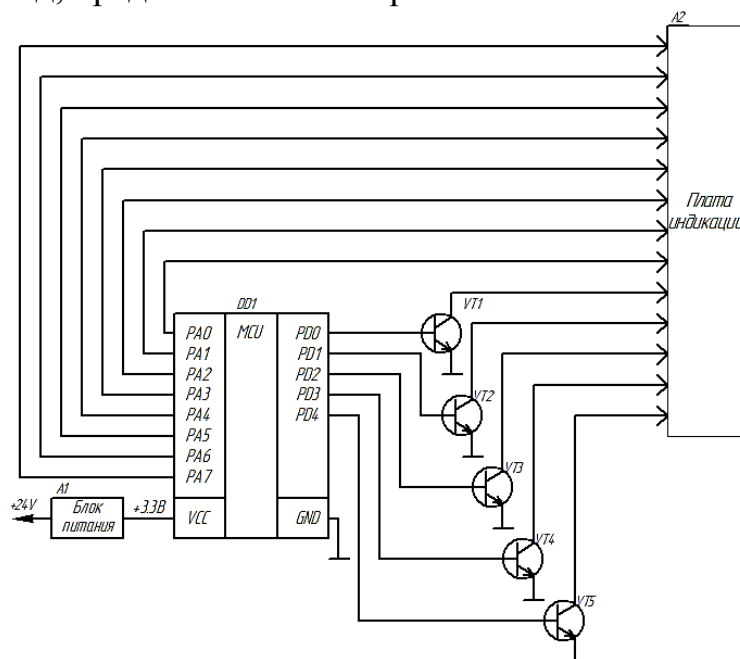 A2
Плата
индикации
DD1
VT1
PA0 MCU PD0
PA1 PD1
PA2 PD2
PA3 PD3
PA4 PD4
PA5
PA6
PA7
VT2
VT3
A1
+24V Блок
питания +3.3В VCC GND
VT4
VT5